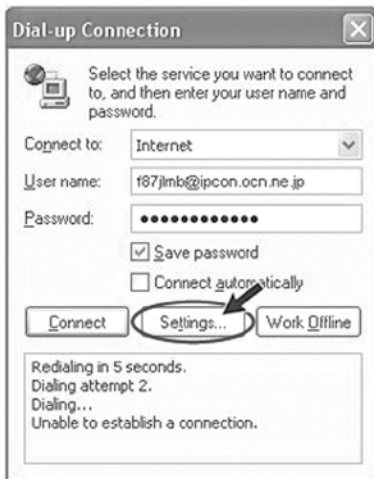 Dial-up Connection
Select the service you want to connect
to, and then enter your user name and
password.
Connect to: Internet
User name: f87jlmb@ipcon.ocn.ne.jp
Password: ••••••••••••
Save password
Connect automatically
Connect Settings... Work Offline
Redialing in 5 seconds.
Dialing attempt 2.
Dialing...
Unable to establish a connection.